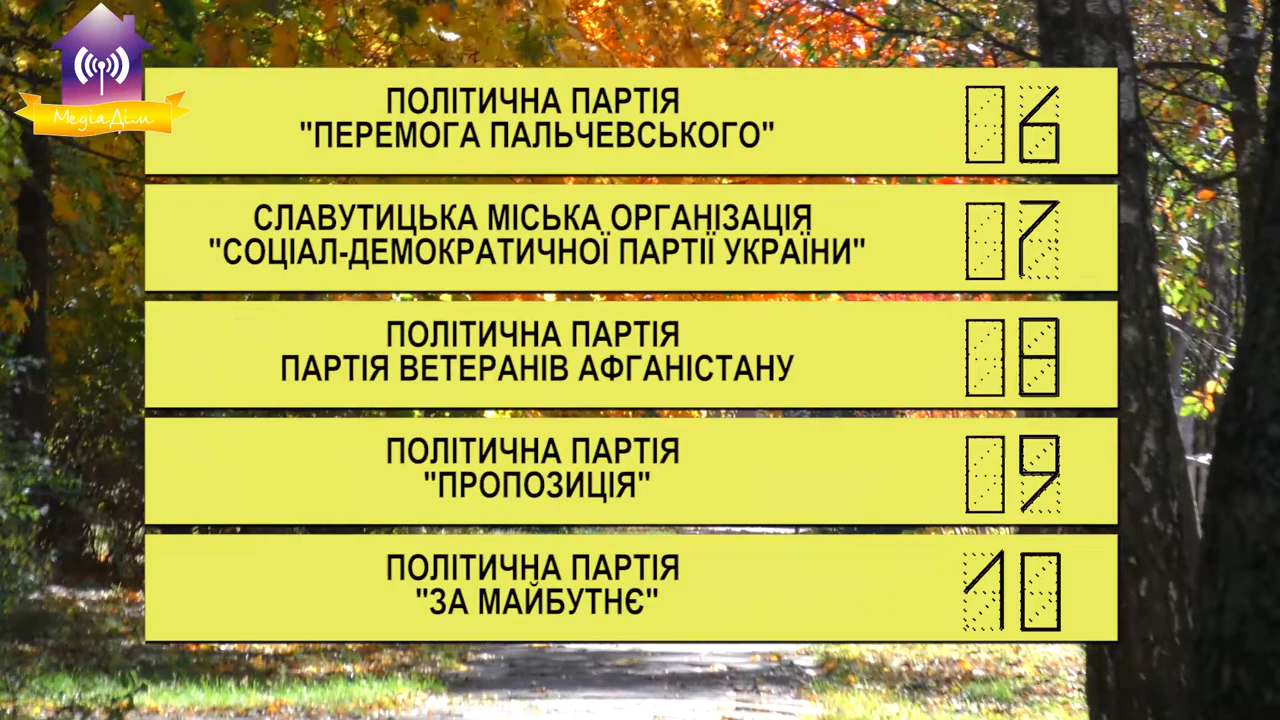 МедіаДім
ПОЛІТИЧНА ПАРТІЯ
"ПЕРЕМОГА ПАЛЬЧЕВСЬКОГО"
06
СЛАВУТИЦЬКА МІСЬКА ОРГАНІЗАЦІЯ
"СОЦІАЛ-ДЕМОКРАТИЧНОЇ ПАРТІЇ УКРАЇНИ"
07
ПОЛІТИЧНА ПАРТІЯ
ПАРТІЯ ВЕТЕРАНІВ АФГАНІСТАНУ
08
ПОЛІТИЧНА ПАРТІЯ
"ПРОПОЗИЦІЯ"
09
ПОЛІТИЧНА ПАРТІЯ
"ЗА МАЙБУТНЄ"
10